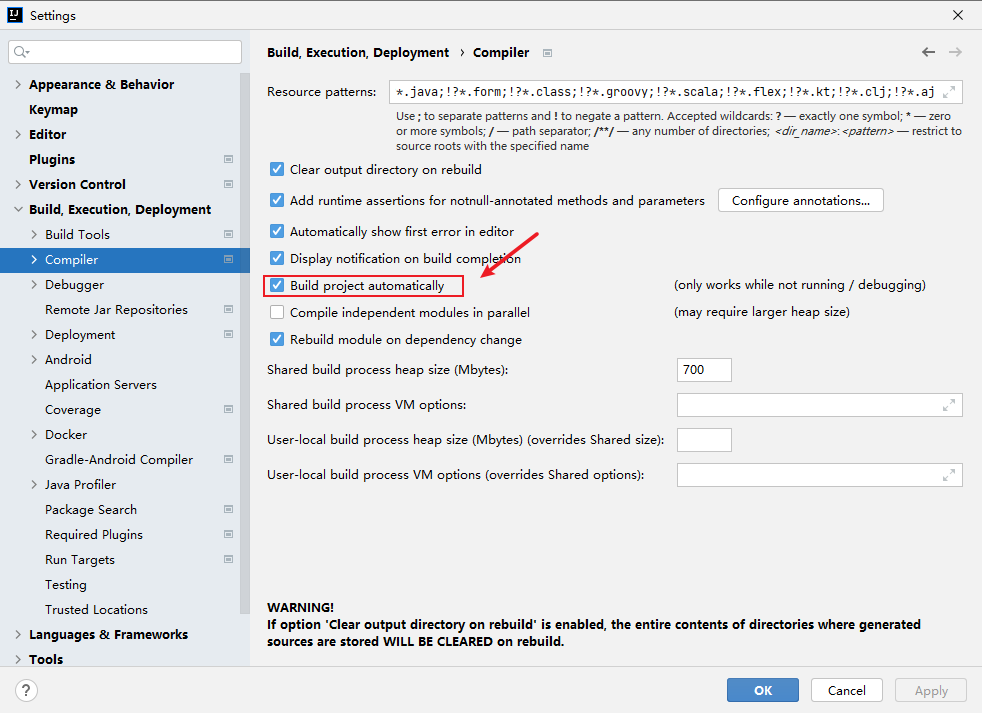 Settings
Appearance & Behavior
Keymap
Editor
Plugins
Version Control
Build, Execution, Deployment
Build Tools
Compiler
Debugger
Remote Jar Repositories
Deployment
Android
Application Servers
Coverage
Docker
Gradle-Android Compiler
Java Profiler
Package Search
Required Plugins
Run Targets
Testing
Trusted Locations
Languages & Frameworks
Tools
Build, Execution, Deployment › Compiler
Resource patterns: *.java;!?*.form;!?*.class;!?*.groovy;!?*.scala;!?*.flex;!?*.kt;!?*.clj;!?*.aj
Use ; to separate patterns and ! to negate a pattern. Accepted wildcards: ? — exactly one symbol; * — zero
or more symbols; / — path separator; /**/ — any number of directories; <dir_name>:<pattern> — restrict to
source roots with the specified name
Clear output directory on rebuild
Add runtime assertions for notnull-annotated methods and parameters Configure annotations...
Automatically show first error in editor
Display notification on build completion
Build project automatically (only works while not running / debugging)
Compile independent modules in parallel (may require larger heap size)
Rebuild module on dependency change
Shared build process heap size (Mbytes): 700
Shared build process VM options:
User-local build process heap size (Mbytes) (overrides Shared size):
User-local build process VM options (overrides Shared options):
WARNING!
If option 'Clear output directory on rebuild' is enabled, the entire contents of directories where generated
sources are stored WILL BE CLEARED on rebuild.
? OK Cancel Apply